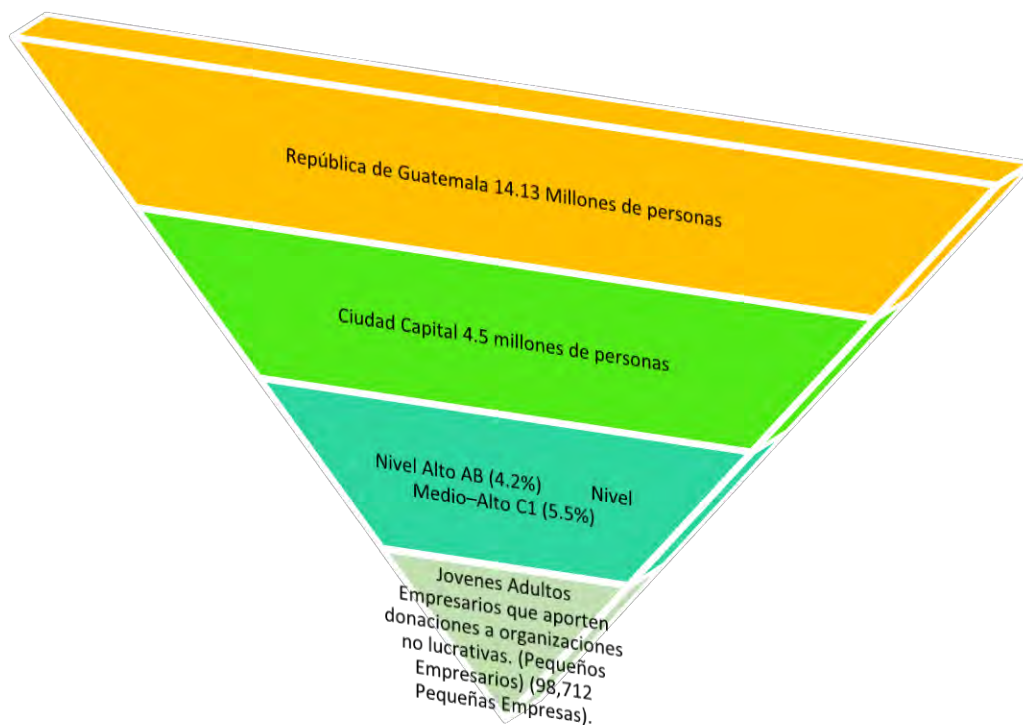 República de Guatemala 14.13 Millones de personas
Ciudad Capital 4.5 millones de personas
Nivel Alto AB (4.2%) Nivel
Medio–Alto C1 (5.5%)
Jovenes Adultos
Empresarios que aporten
donaciones a organizaciones
no lucrativas. (Pequeños
Empresarios) (98,712
Pequeñas Empresas).